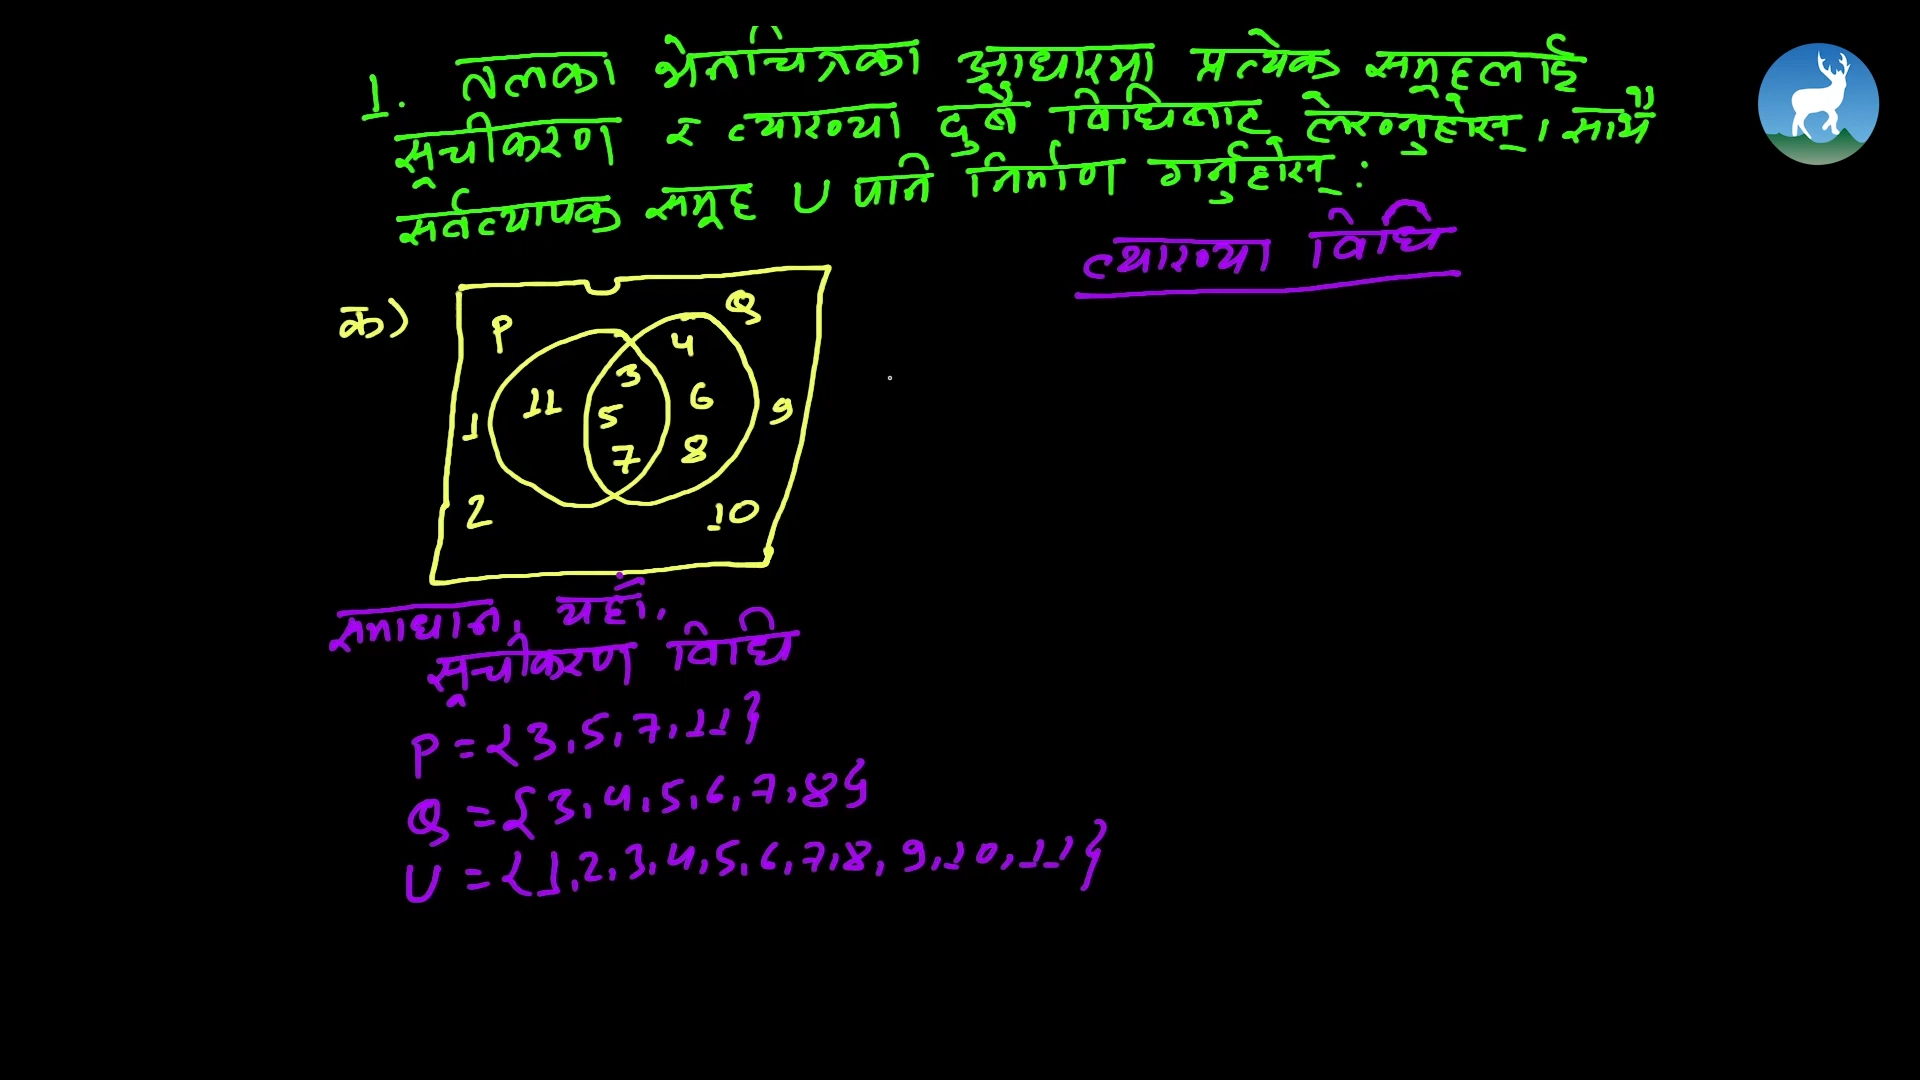 1. तलका भेनचित्रका आधारमा प्रत्येक समूहलाई
सूचीकरण र व्याख्या दुबै विधिबाट लेख्नुहोस्। साथै
सर्वव्यापक समूह U पनि निर्माण गर्नुहोस्:
व्याख्या विधि
क)
P Q
4
3
11 5 6
1 9
7 8
2 10
समाधान, यहाँ,
सूचीकरण विधि
P = {3, 5, 7, 11}
Q = {3, 4, 5, 6, 7, 8}
U = {1, 2, 3, 4, 5, 6, 7, 8, 9, 10, 11}